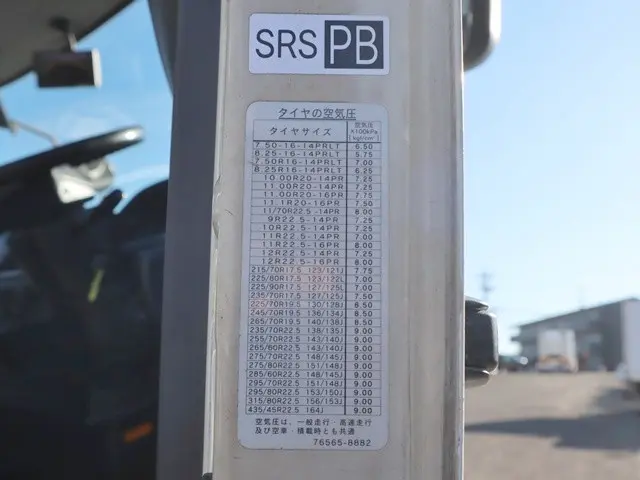 SRS PB
タイヤの空気圧
タイヤサイズ 空気圧 X100kPa {kgf/cm²}
7.50-16-14PRLT 6.50
8.25-16-14PRLT 5.75
7.50R16-14PRLT 7.00
8.25R16-14PRLT 6.25
10.00R20-14PR 7.25
11.00R20-14PR 7.25
11.00R20-16PR 7.75
11.1R20-16PR 7.50
11/70R22.5-14PR 8.00
9R22.5-14PR 7.25
10R22.5-14PR 7.25
11R22.5-14PR 7.00
11R22.5-16PR 8.00
12R22.5-14PR 7.25
12R22.5-16PR 8.00
215/70R17.5 123/121J 7.75
225/80R17.5 123/122L 7.00
225/90R17.5 127/125L 7.00
235/70R17.5 127/125J 7.50
225/70R19.5 130/128J 8.50
245/70R19.5 136/134J 8.50
265/70R19.5 140/138J 8.50
235/70R22.5 138/135J 9.00
255/70R22.5 143/140J 9.00
265/60R22.5 143/140J 9.00
275/70R22.5 148/145J 9.00
275/80R22.5 151/148J 9.00
285/60R22.5 148/145J 9.00
295/70R22.5 151/148J 9.00
295/80R22.5 153/150J 9.00
315/80R22.5 156/153J 9.00
435/45R22.5 164J 9.00
空気圧は、一般走行・高速走行
及び空車・積載時とも共通
76565-8882